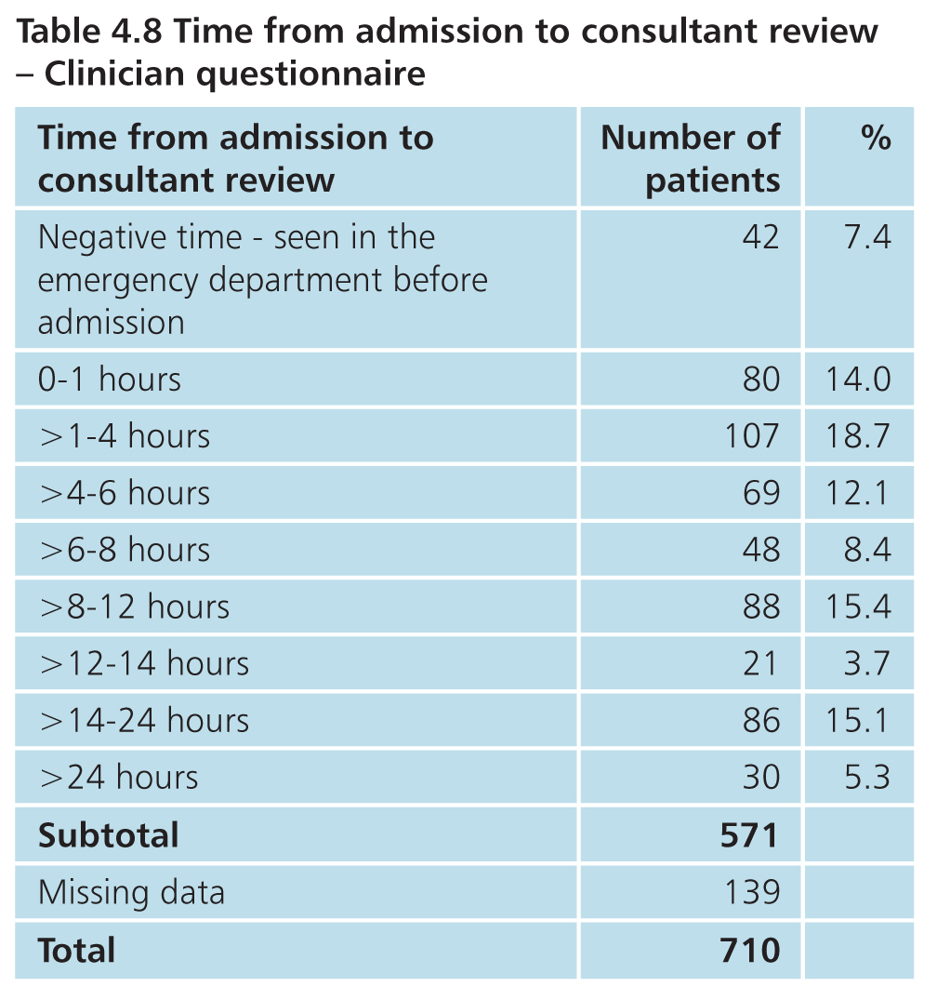 Table 4.8 Time from admission to consultant review
– Clinician questionnaire
Time from admission to Number of %
consultant review patients
Negative time - seen in the 42 7.4
emergency department before
admission
0-1 hours 80 14.0
>1-4 hours 107 18.7
>4-6 hours 69 12.1
>6-8 hours 48 8.4
>8-12 hours 88 15.4
>12-14 hours 21 3.7
>14-24 hours 86 15.1
>24 hours 30 5.3
Subtotal 571
Missing data 139
Total 710